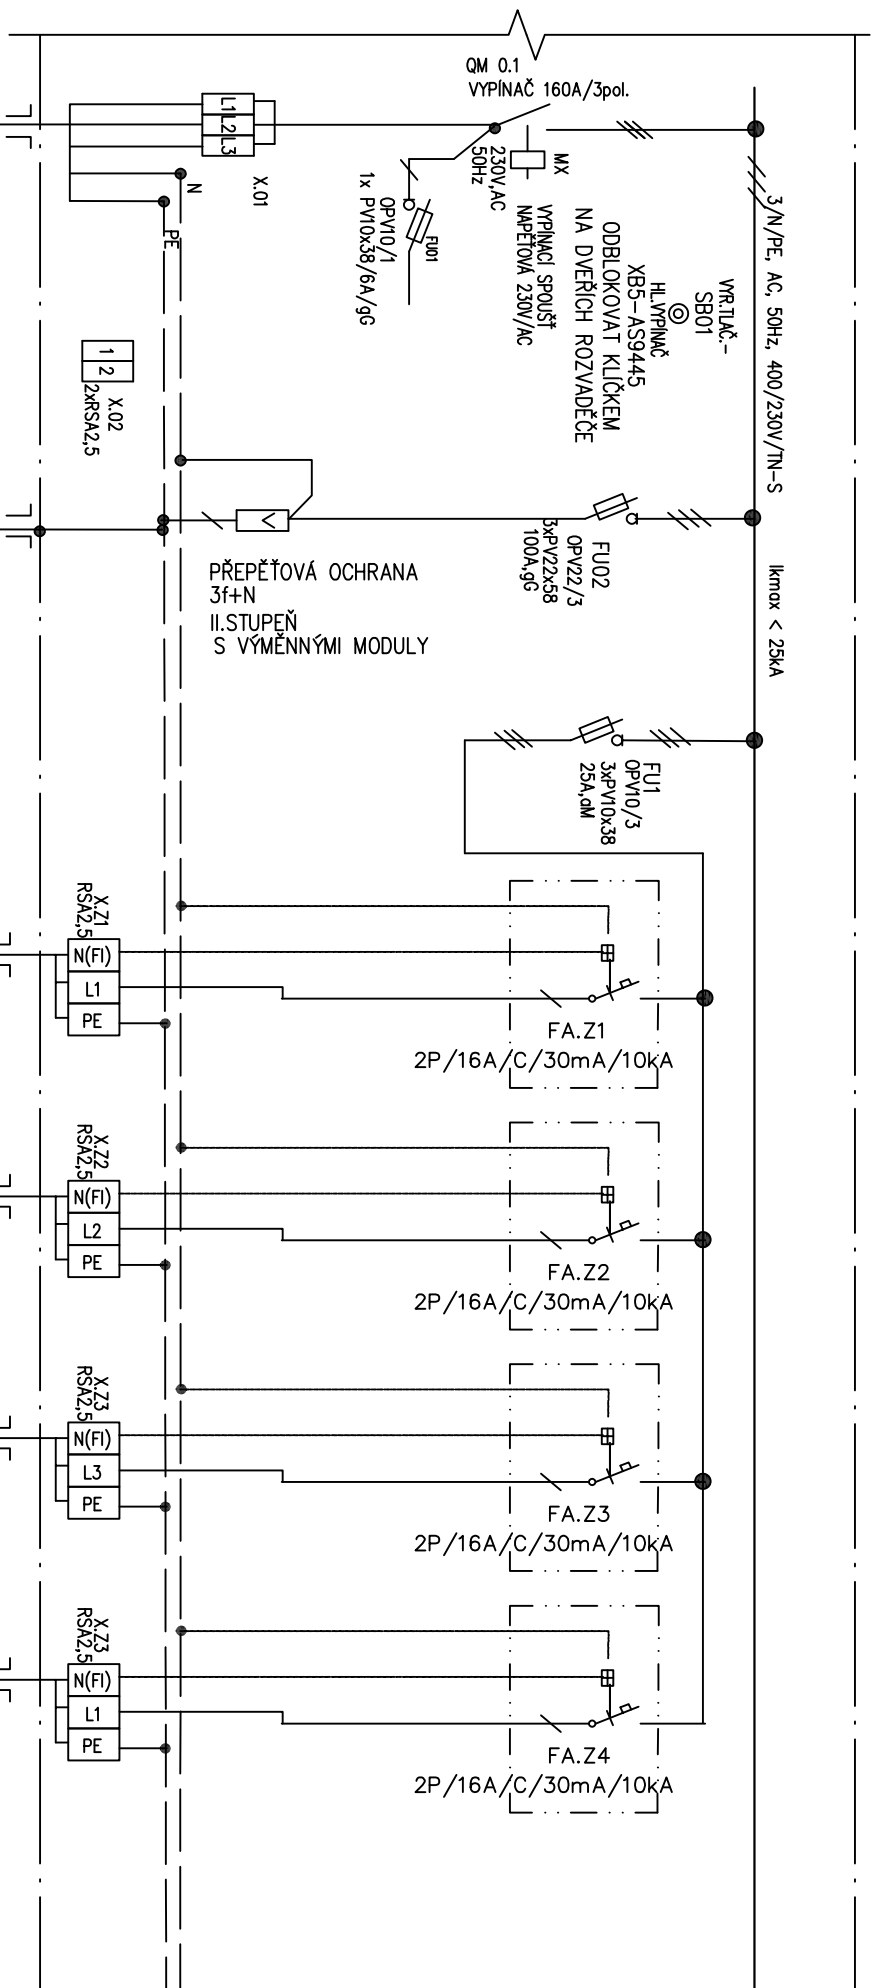 QM 0.1
VYPÍNAČ 160A/3pol.
L1
L2
L3
X.01
N
PE
MX
230V,AC
50Hz
FU01
OPV10/1
1x PV10x38/6A/gG
VYPÍNACÍ SPOUŠŤ
NAPĚŤOVÁ 230V/AC
VYR.TLAČ.-
SB01
HL.VYPÍNAČ
XB5-AS9445
ODBLOKOVAT KLÍČKEM
NA DVEŘÍCH ROZVADĚČE
3/N/PE, AC, 50Hz, 400/230V/TN-S
1 2
X.02
2xRSA2,5
FU02
OPV22/3
3xPV22x58
100A,gG
Ikmax < 25kA
PŘEPĚŤOVÁ OCHRANA
3f+N
II.STUPEŇ
S VÝMĚNNÝMI MODULY
FU1
OPV10/3
3xPV10x38
25A,aM
X.Z1
RSA2,5
N(FI)
L1
PE
FA.Z1
2P/16A/C/30mA/10kA
X.Z2
RSA2,5
N(FI)
L2
PE
FA.Z2
2P/16A/C/30mA/10kA
X.Z3
RSA2,5
N(FI)
L3
PE
FA.Z3
2P/16A/C/30mA/10kA
X.Z3
RSA2,5
N(FI)
L1
PE
FA.Z4
2P/16A/C/30mA/10kA